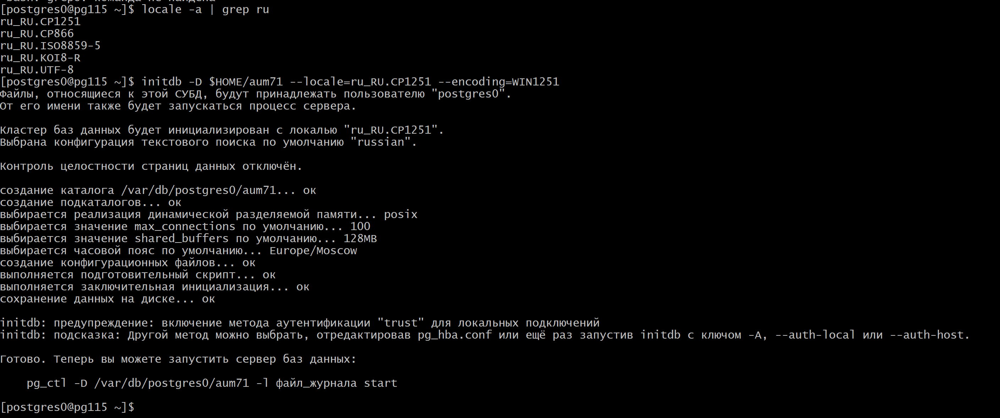 bash: grepo: команда не найдена
[postgres0@pg115 ~]$ locale -a | grep ru
ru_RU.CP1251
ru_RU.CP866
ru_RU.ISO8859-5
ru_RU.KOI8-R
ru_RU.UTF-8
[postgres0@pg115 ~]$ initdb -D $HOME/aum71 --locale=ru_RU.CP1251 --encoding=WIN1251
Файлы, относящиеся к этой СУБД, будут принадлежать пользователю "postgres0".
От его имени также будет запускаться процесс сервера.
Кластер баз данных будет инициализирован с локалью "ru_RU.CP1251".
Выбрана конфигурация текстового поиска по умолчанию "russian".
Контроль целостности страниц данных отключён.
создание каталога /var/db/postgres0/aum71... ок
создание подкаталогов... ок
выбирается реализация динамической разделяемой памяти... posix
выбирается значение max_connections по умолчанию... 100
выбирается значение shared_buffers по умолчанию... 128MB
выбирается часовой пояс по умолчанию... Europe/Moscow
создание конфигурационных файлов... ок
выполняется подготовительный скрипт... ок
выполняется заключительная инициализация... ок
сохранение данных на диске... ок
initdb: предупреждение: включение метода аутентификации "trust" для локальных подключений
initdb: подсказка: Другой метод можно выбрать, отредактировав pg_hba.conf или ещё раз запустив initdb с ключом -A, --auth-local или --auth-host.
Готово. Теперь вы можете запустить сервер баз данных:
pg_ctl -D /var/db/postgres0/aum71 -l файл_журнала start
[postgres0@pg115 ~]$